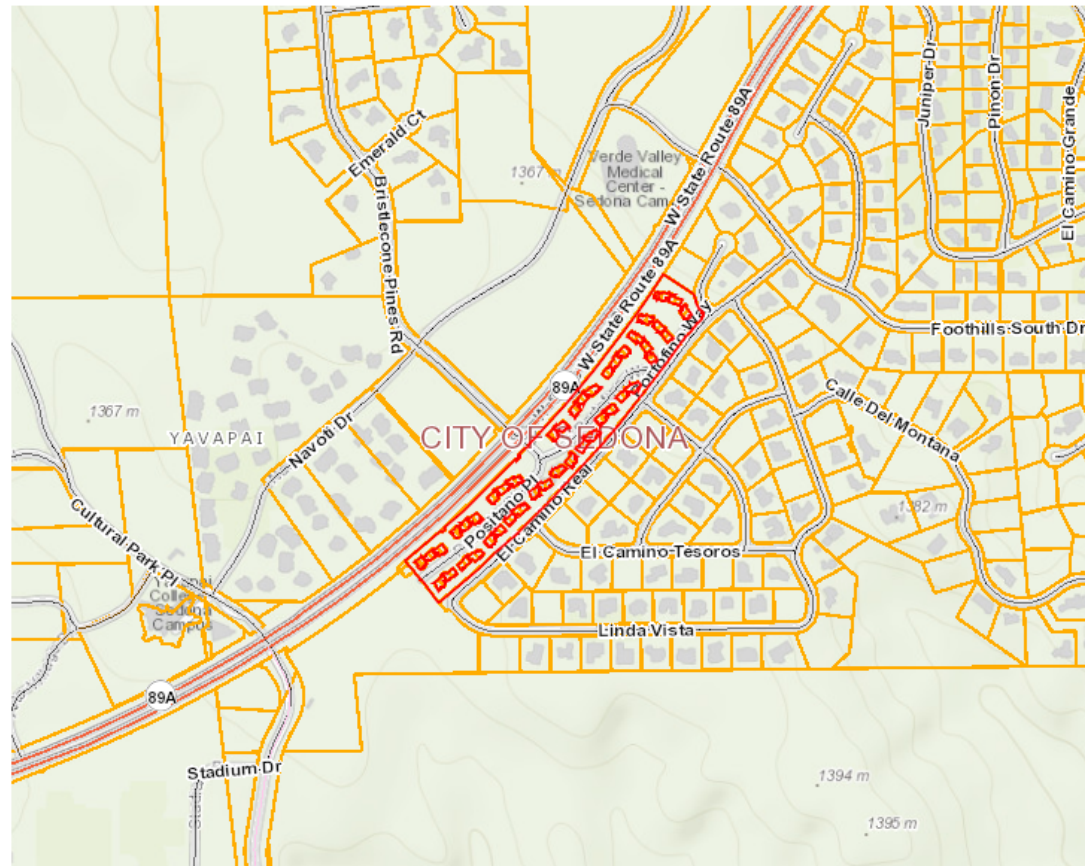 Juniper Dr
Pinon Dr
El Camino Grande
W State Route 89A
Emerald Ct
Bristlecone Pines Rd
1367 m
Verde Valley
Medical
Center -
Sedona Cam
W State Route 89A
Portofino Way
Foothills South Dr
89A
Calle Del Montana
1367 m
YAVAPAI
Navoti Dr
CITY OF SEDONA
1382 m
Positano Pl
El Camino Real
El Camino Tesoros
Cultural Park Pl
Colle
Sedona
Campus
Linda Vista
89A
Stadium Dr
1394 m
1395 m